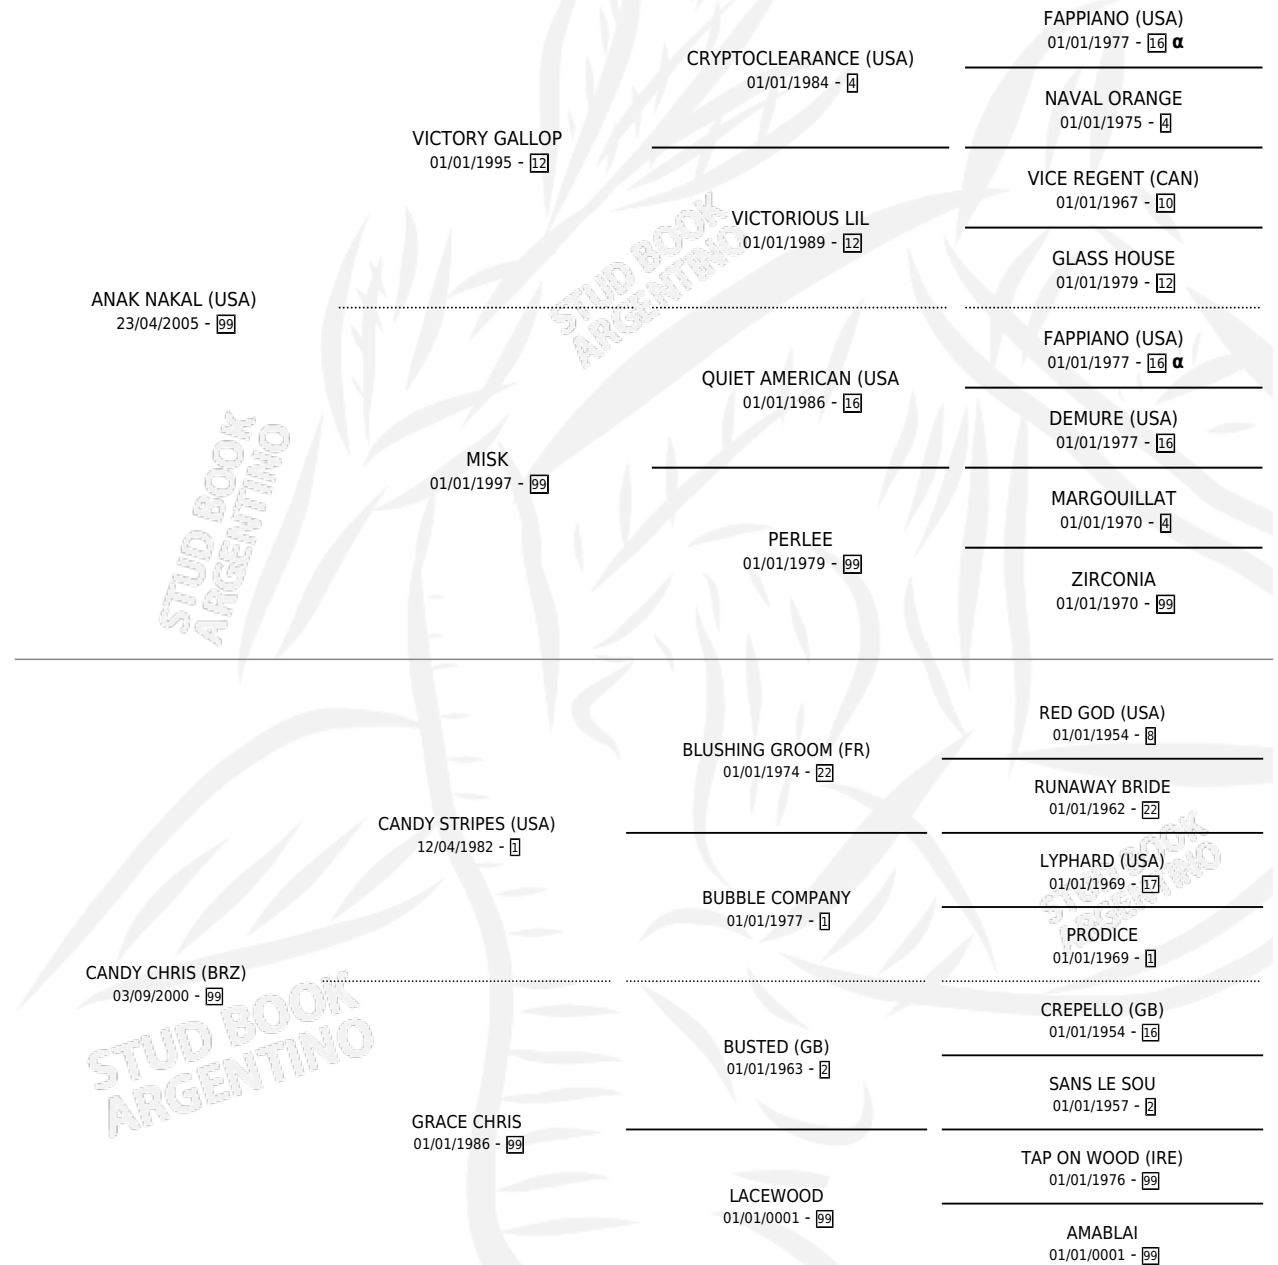 FAPPIANO (USA)
01/01/1977 - 16 α
CRYPTOCLEARANCE (USA)
01/01/1984 - 4
NAVAL ORANGE
01/01/1975 - 4
VICTORY GALLOP
01/01/1995 - 12
VICE REGENT (CAN)
01/01/1967 - 10
VICTORIOUS LIL
01/01/1989 - 12
GLASS HOUSE
01/01/1979 - 12
ANAK NAKAL (USA)
23/04/2005 - 99
FAPPIANO (USA)
01/01/1977 - 16 α
QUIET AMERICAN (USA
01/01/1986 - 16
DEMURE (USA)
01/01/1977 - 16
MISK
01/01/1997 - 99
MARGOUILLAT
01/01/1970 - 4
PERLEE
01/01/1979 - 99
ZIRCONIA
01/01/1970 - 99
RED GOD (USA)
01/01/1954 - 8
BLUSHING GROOM (FR)
01/01/1974 - 22
RUNAWAY BRIDE
01/01/1962 - 22
CANDY STRIPES (USA)
12/04/1982 - 1
LYPHARD (USA)
01/01/1969 - 17
BUBBLE COMPANY
01/01/1977 - 1
PRODICE
01/01/1969 - 1
CANDY CHRIS (BRZ)
03/09/2000 - 99
CREPELLO (GB)
01/01/1954 - 16
BUSTED (GB)
01/01/1963 - 2
SANS LE SOU
01/01/1957 - 2
GRACE CHRIS
01/01/1986 - 99
TAP ON WOOD (IRE)
01/01/1976 - 99
LACEWOOD
01/01/0001 - 99
AMABLAI
01/01/0001 - 99
STUD BOOK
ARGENTINO
STUD BOOK
ARGENTINO
STUD BOOK
ARGENTINO
STUD BOOK
ARGENTINO